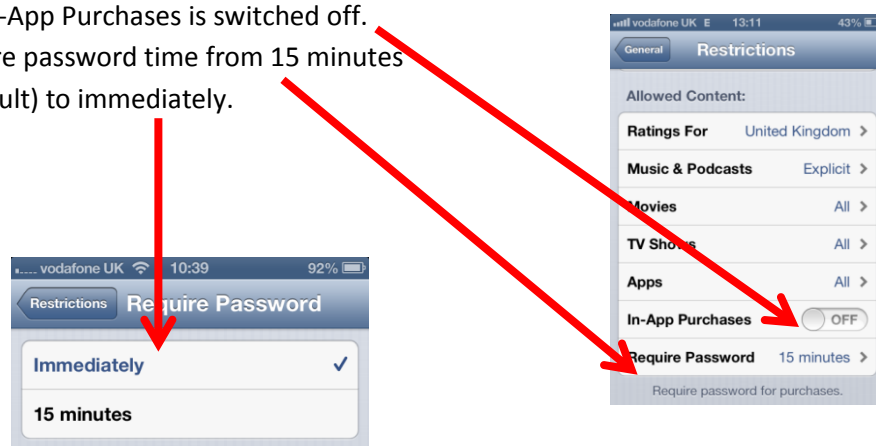 -App Purchases is switched off.
re password time from 15 minutes
ult) to immediately.
vodafone UK E 13:11 43%
General Restrictions
Allowed Content:
Ratings For United Kingdom >
Music & Podcasts Explicit >
Movies All >
TV Shows All >
Apps All >
In-App Purchases OFF
Require Password 15 minutes >
Require password for purchases.
vodafone UK 10:39 92%
Restrictions Require Password
Immediately ✓
15 minutes